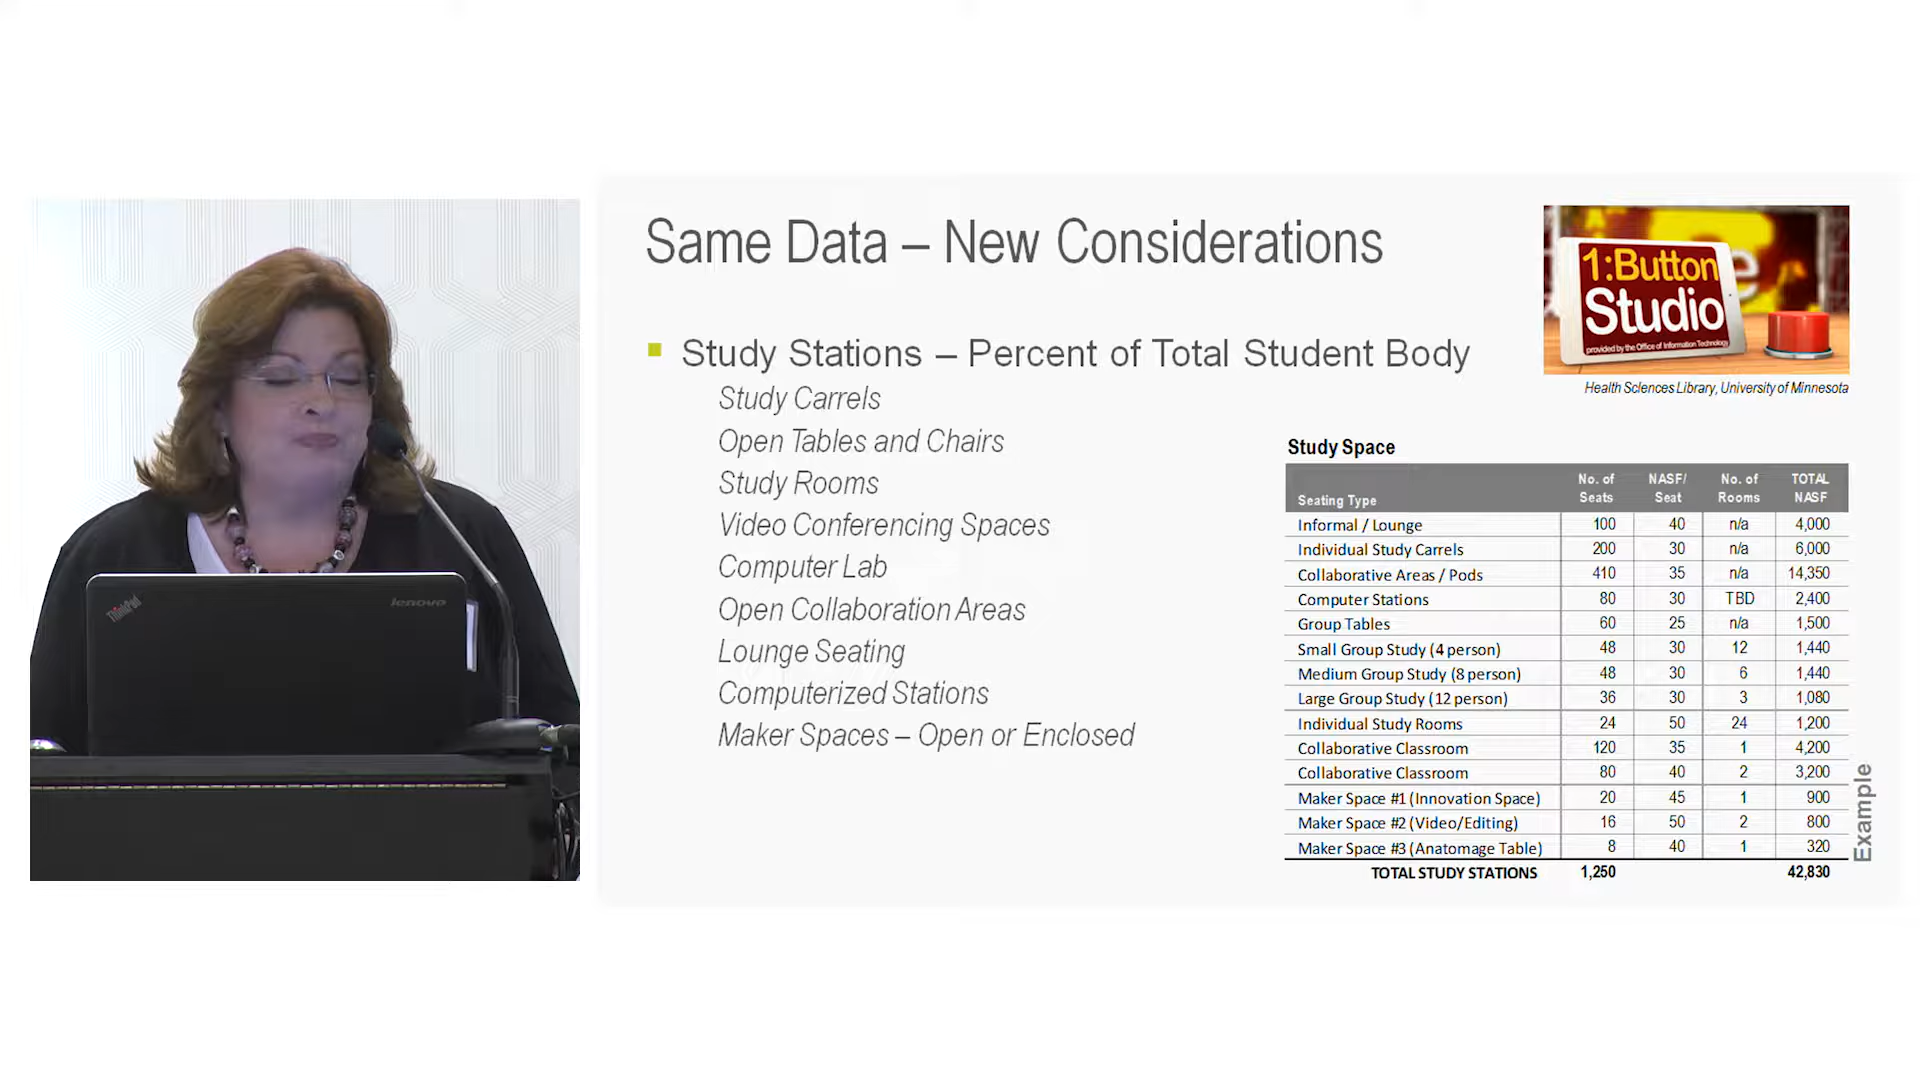 ThinkPad
lenovo
Same Data – New Considerations
1:Button
Studio
provided by the Office of Information Technology
Health Sciences Library, University of Minnesota
Study Stations – Percent of Total Student Body
Study Carrels
Open Tables and Chairs
Study Rooms
Video Conferencing Spaces
Computer Lab
Open Collaboration Areas
Lounge Seating
Computerized Stations
Maker Spaces – Open or Enclosed
Study Space
Seating Type No. of Seats NASF/ Seat No. of Rooms TOTAL NASF
Informal / Lounge 100 40 n/a 4,000
Individual Study Carrels 200 30 n/a 6,000
Collaborative Areas / Pods 410 35 n/a 14,350
Computer Stations 80 30 TBD 2,400
Group Tables 60 25 n/a 1,500
Small Group Study (4 person) 48 30 12 1,440
Medium Group Study (8 person) 48 30 6 1,440
Large Group Study (12 person) 36 30 3 1,080
Individual Study Rooms 24 50 24 1,200
Collaborative Classroom 120 35 1 4,200
Collaborative Classroom 80 40 2 3,200
Maker Space #1 (Innovation Space) 20 45 1 900
Maker Space #2 (Video/Editing) 16 50 2 800
Maker Space #3 (Anatomage Table) 8 40 1 320
TOTAL STUDY STATIONS 1,250 42,830
Example